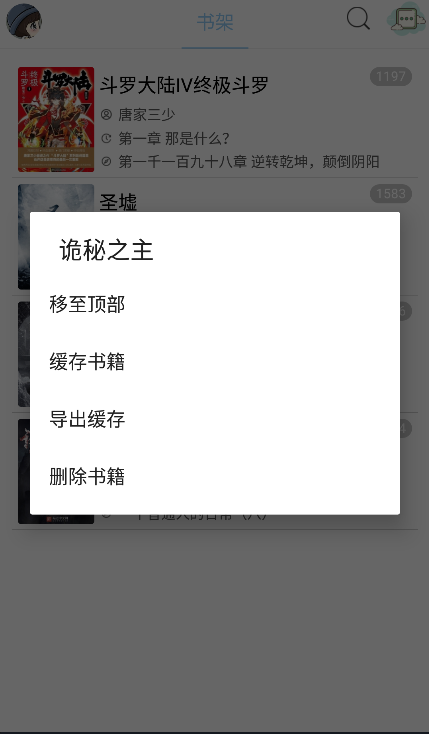 书架
斗罗大陆IV终极斗罗
1197
唐家三少
第一章 那是什么？
第一千一百九十八章 逆转乾坤，颠倒阴阳
圣墟
1583
诡秘之主
移至顶部
缓存书籍
导出缓存
删除书籍